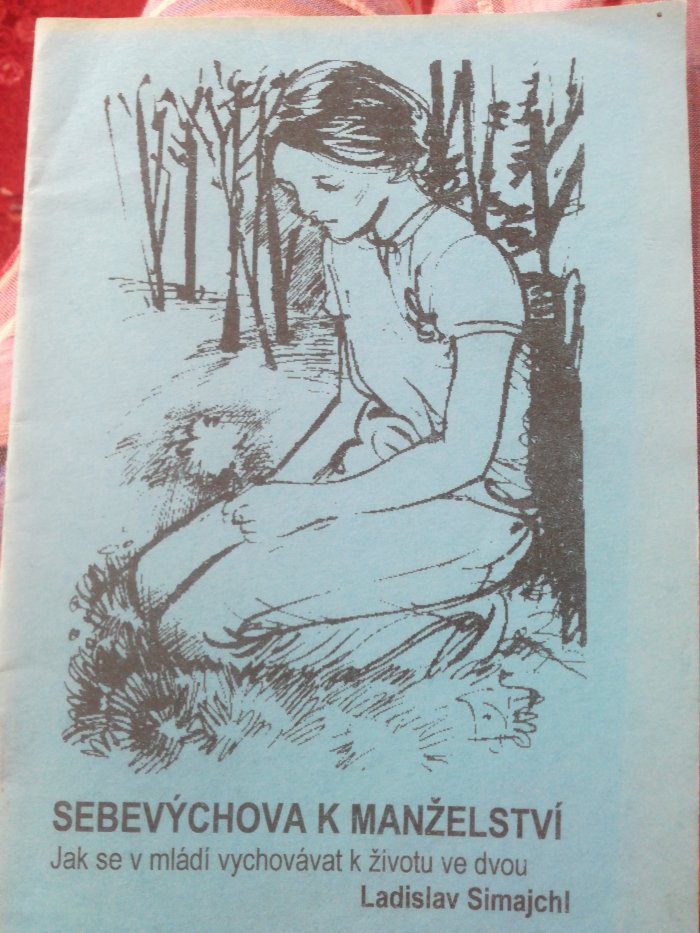 SEBEVÝCHOVA K MANŽELSTVÍ
Jak se v mládí vychovávat k životu ve dvou
Ladislav Simajchl